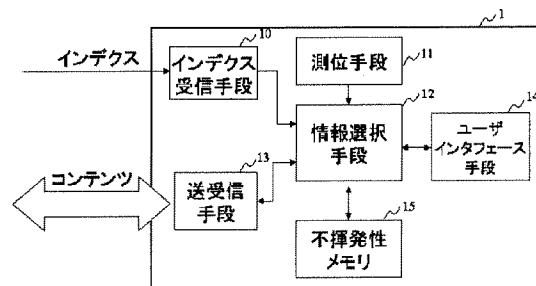 1
10
インデクス
インデクス
受信手段
測位手段
11
12
情報選択
手段
14
ユーザ
インタフェース
手段
13
コンテンツ
送受信
手段
15
不揮発性
メモリ